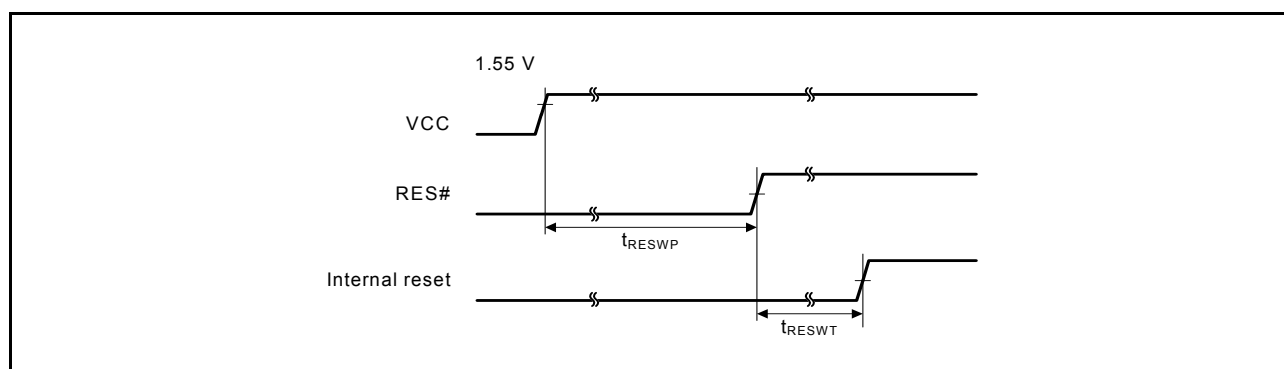 1.55 V
VCC
RES#
tRESWP
Internal reset
tRESWT